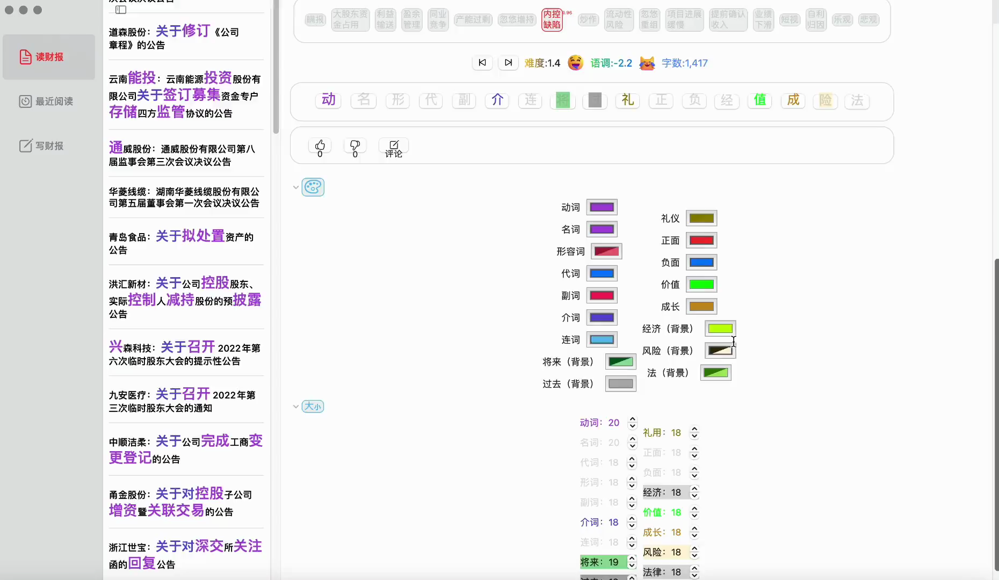 读财报
最近阅读
写财报
道森股份：关于修订《公司
章程》的公告
云南能投：云南能源投资股份有
限公司关于签订募集资金专户
存储四方监管协议的公告
通威股份：通威股份有限公司第八
届监事会第三次会议决议公告
华菱线缆：湖南华菱线缆股份有限公
司第五届董事会第一次会议决议公告
青岛食品：关于拟处置资产的
公告
洪汇新材：关于公司控股股东、
实际控制人减持股份的预披露
公告
兴森科技：关于召开 2022年第
六次临时股东大会的提示性公告
九安医疗：关于召开 2022年第
三次临时股东大会的通知
中顺洁柔：关于公司完成工商变
更登记的公告
甬金股份：关于对控股子公司
增资暨关联交易的公告
浙江世宝：关于对深交所关注
函的回复公告
瞒报
大股东资
金占用
利益
输送
盈余
管理
同业
竞争
产能过剩
忽悠增持
内控
缺陷
0.96
炒作
流动性
风险
忽悠
重组
项目进展
缓慢
提前确认
收入
业绩
下滑
短视
自利
归因
乐观
悲观
难度:1.4 语调:-2.2 字数:1,417
动 名 形 代 副 介 连 将 礼 正 负 经 值 成 险 法
0 0 评论
动词
名词
形容词
代词
副词
介词
连词
将来（背景）
过去（背景）
礼仪
正面
负面
价值
成长
经济（背景）
风险（背景）
法（背景）
大小
动词：20
名词：20
代词：18
形词：18
副词：18
介词：18
连词：18
将来：19
礼用：18
正面：18
负面：18
经济：18
价值：18
成长：18
风险：18
法律：18